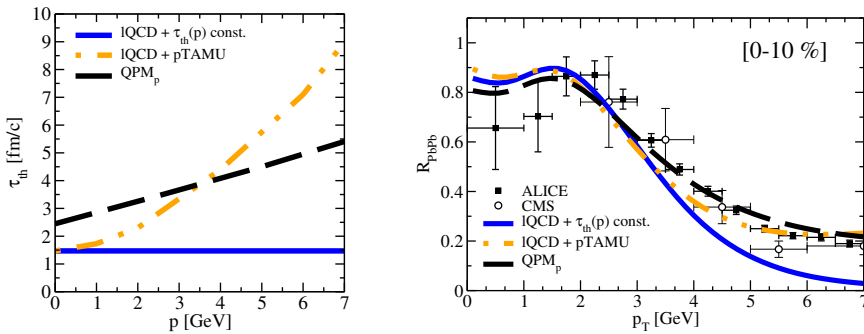 10
9
8
7
6
5
4
3
2
1
0
τth [fm/c]
lQCD + τth(p) const.
lQCD + pTAMU
QPMp
0 1 2 3 4 5 6 7
p [GeV]
1
0.8
0.6
0.4
0.2
0
RPbPb
[0-10 %]
ALICE
CMS
lQCD + τth(p) const.
lQCD + pTAMU
QPMp
0 1 2 3 4 5 6 7
pT [GeV]